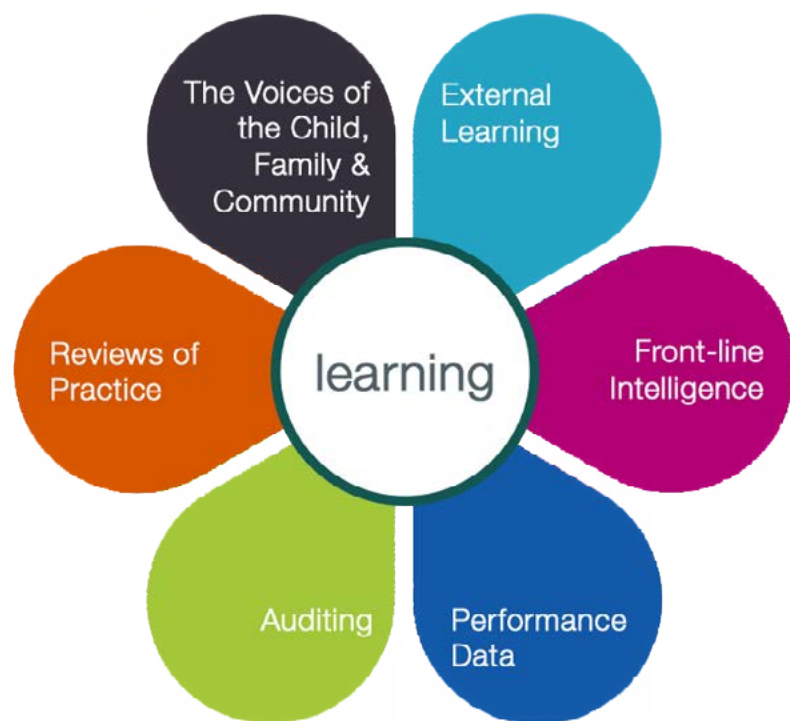 The Voices of
the Child,
Family &
Community
External
Learning
Reviews of
Practice
learning
Front-line
Intelligence
Auditing
Performance
Data